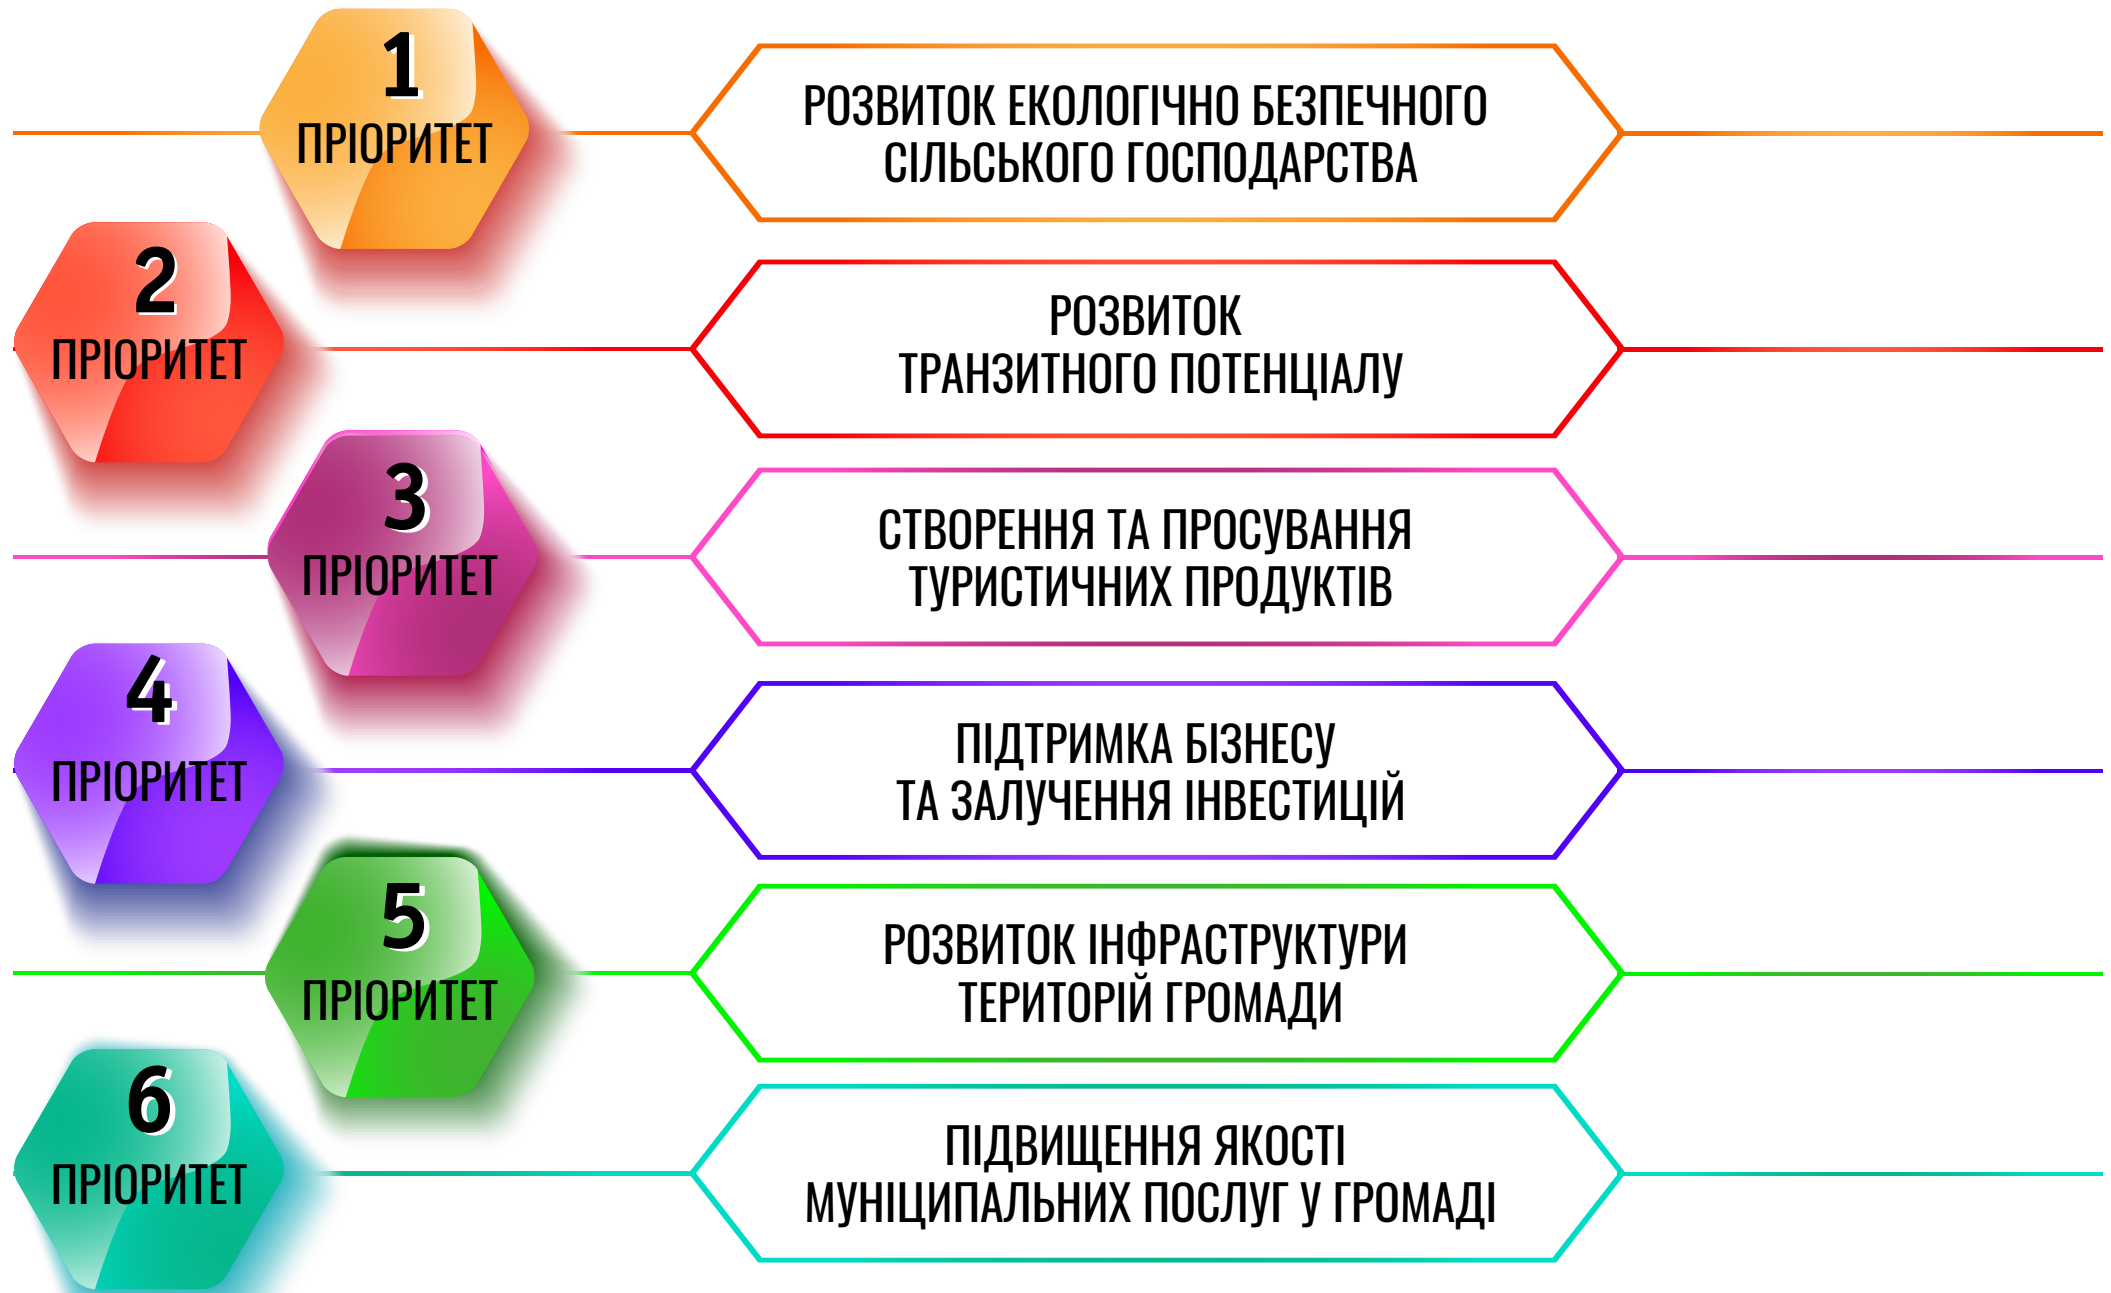 1
ПРІОРИТЕТ
РОЗВИТОК ЕКОЛОГІЧНО БЕЗПЕЧНОГО
СІЛЬСЬКОГО ГОСПОДАРСТВА
2
ПРІОРИТЕТ
РОЗВИТОК
ТРАНЗИТНОГО ПОТЕНЦІАЛУ
3
ПРІОРИТЕТ
СТВОРЕННЯ ТА ПРОСУВАННЯ
ТУРИСТИЧНИХ ПРОДУКТІВ
4
ПРІОРИТЕТ
ПІДТРИМКА БІЗНЕСУ
ТА ЗАЛУЧЕННЯ ІНВЕСТИЦІЙ
5
ПРІОРИТЕТ
РОЗВИТОК ІНФРАСТРУКТУРИ
ТЕРИТОРІЙ ГРОМАДИ
6
ПРІОРИТЕТ
ПІДВИЩЕННЯ ЯКОСТІ
МУНІЦИПАЛЬНИХ ПОСЛУГ У ГРОМАДІ